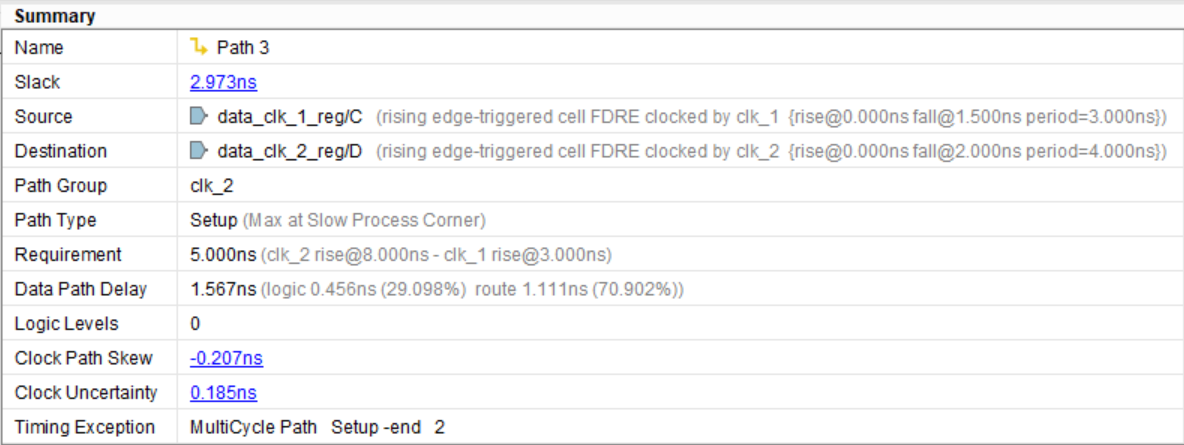 Summary
Name Path 3
Slack 2.973ns
Source data_clk_1_reg/C (rising edge-triggered cell FDRE clocked by clk_1 {rise@0.000ns fall@1.500ns period=3.000ns})
Destination data_clk_2_reg/D (rising edge-triggered cell FDRE clocked by clk_2 {rise@0.000ns fall@2.000ns period=4.000ns})
Path Group clk_2
Path Type Setup (Max at Slow Process Corner)
Requirement 5.000ns (clk_2 rise@8.000ns - clk_1 rise@3.000ns)
Data Path Delay 1.567ns (logic 0.456ns (29.098%) route 1.111ns (70.902%))
Logic Levels 0
Clock Path Skew -0.207ns
Clock Uncertainty 0.185ns
Timing Exception MultiCycle Path Setup -end 2